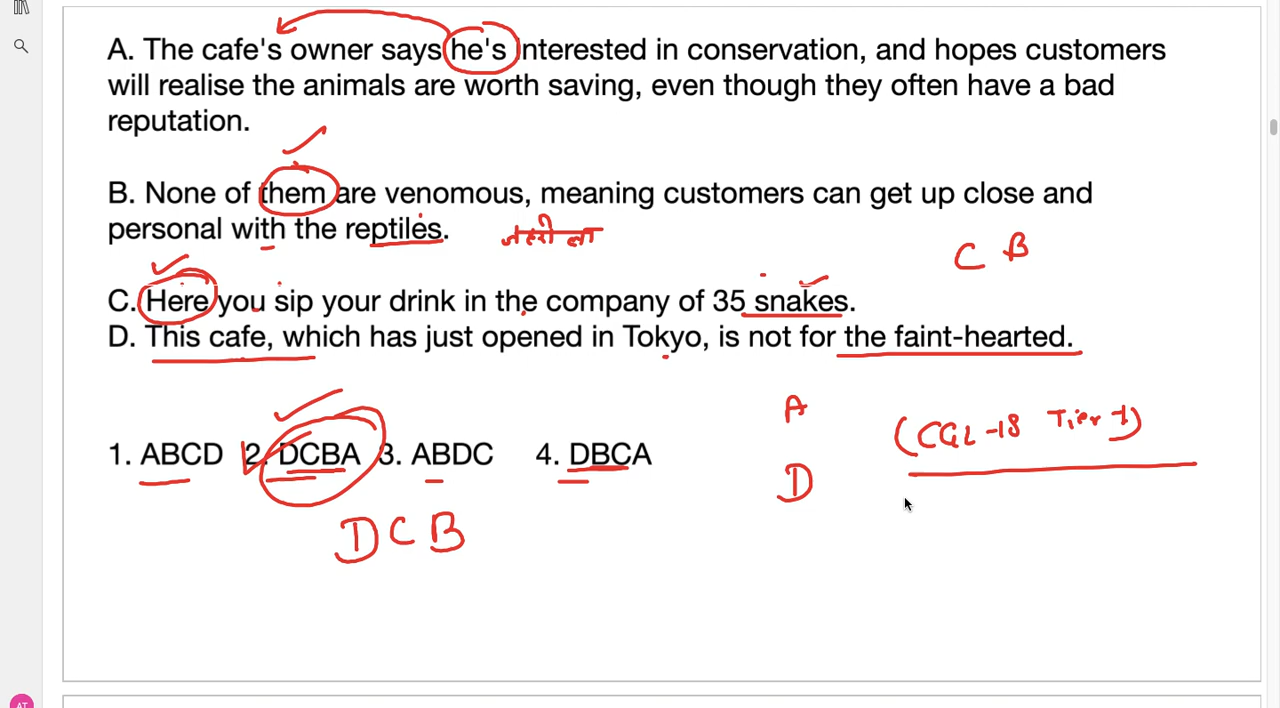 A. The cafe's owner says he's interested in conservation, and hopes customers
will realise the animals are worth saving, even though they often have a bad
reputation.
B. None of them are venomous, meaning customers can get up close and
personal with the reptiles.
C B
C. Here you sip your drink in the company of 35 snakes.
D. This cafe, which has just opened in Tokyo, is not for the faint-hearted.
A
(CGL -18 Tier-1)
1. ABCD 2. DCBA 3. ABDC 4. DBCA
D
D C B
AT